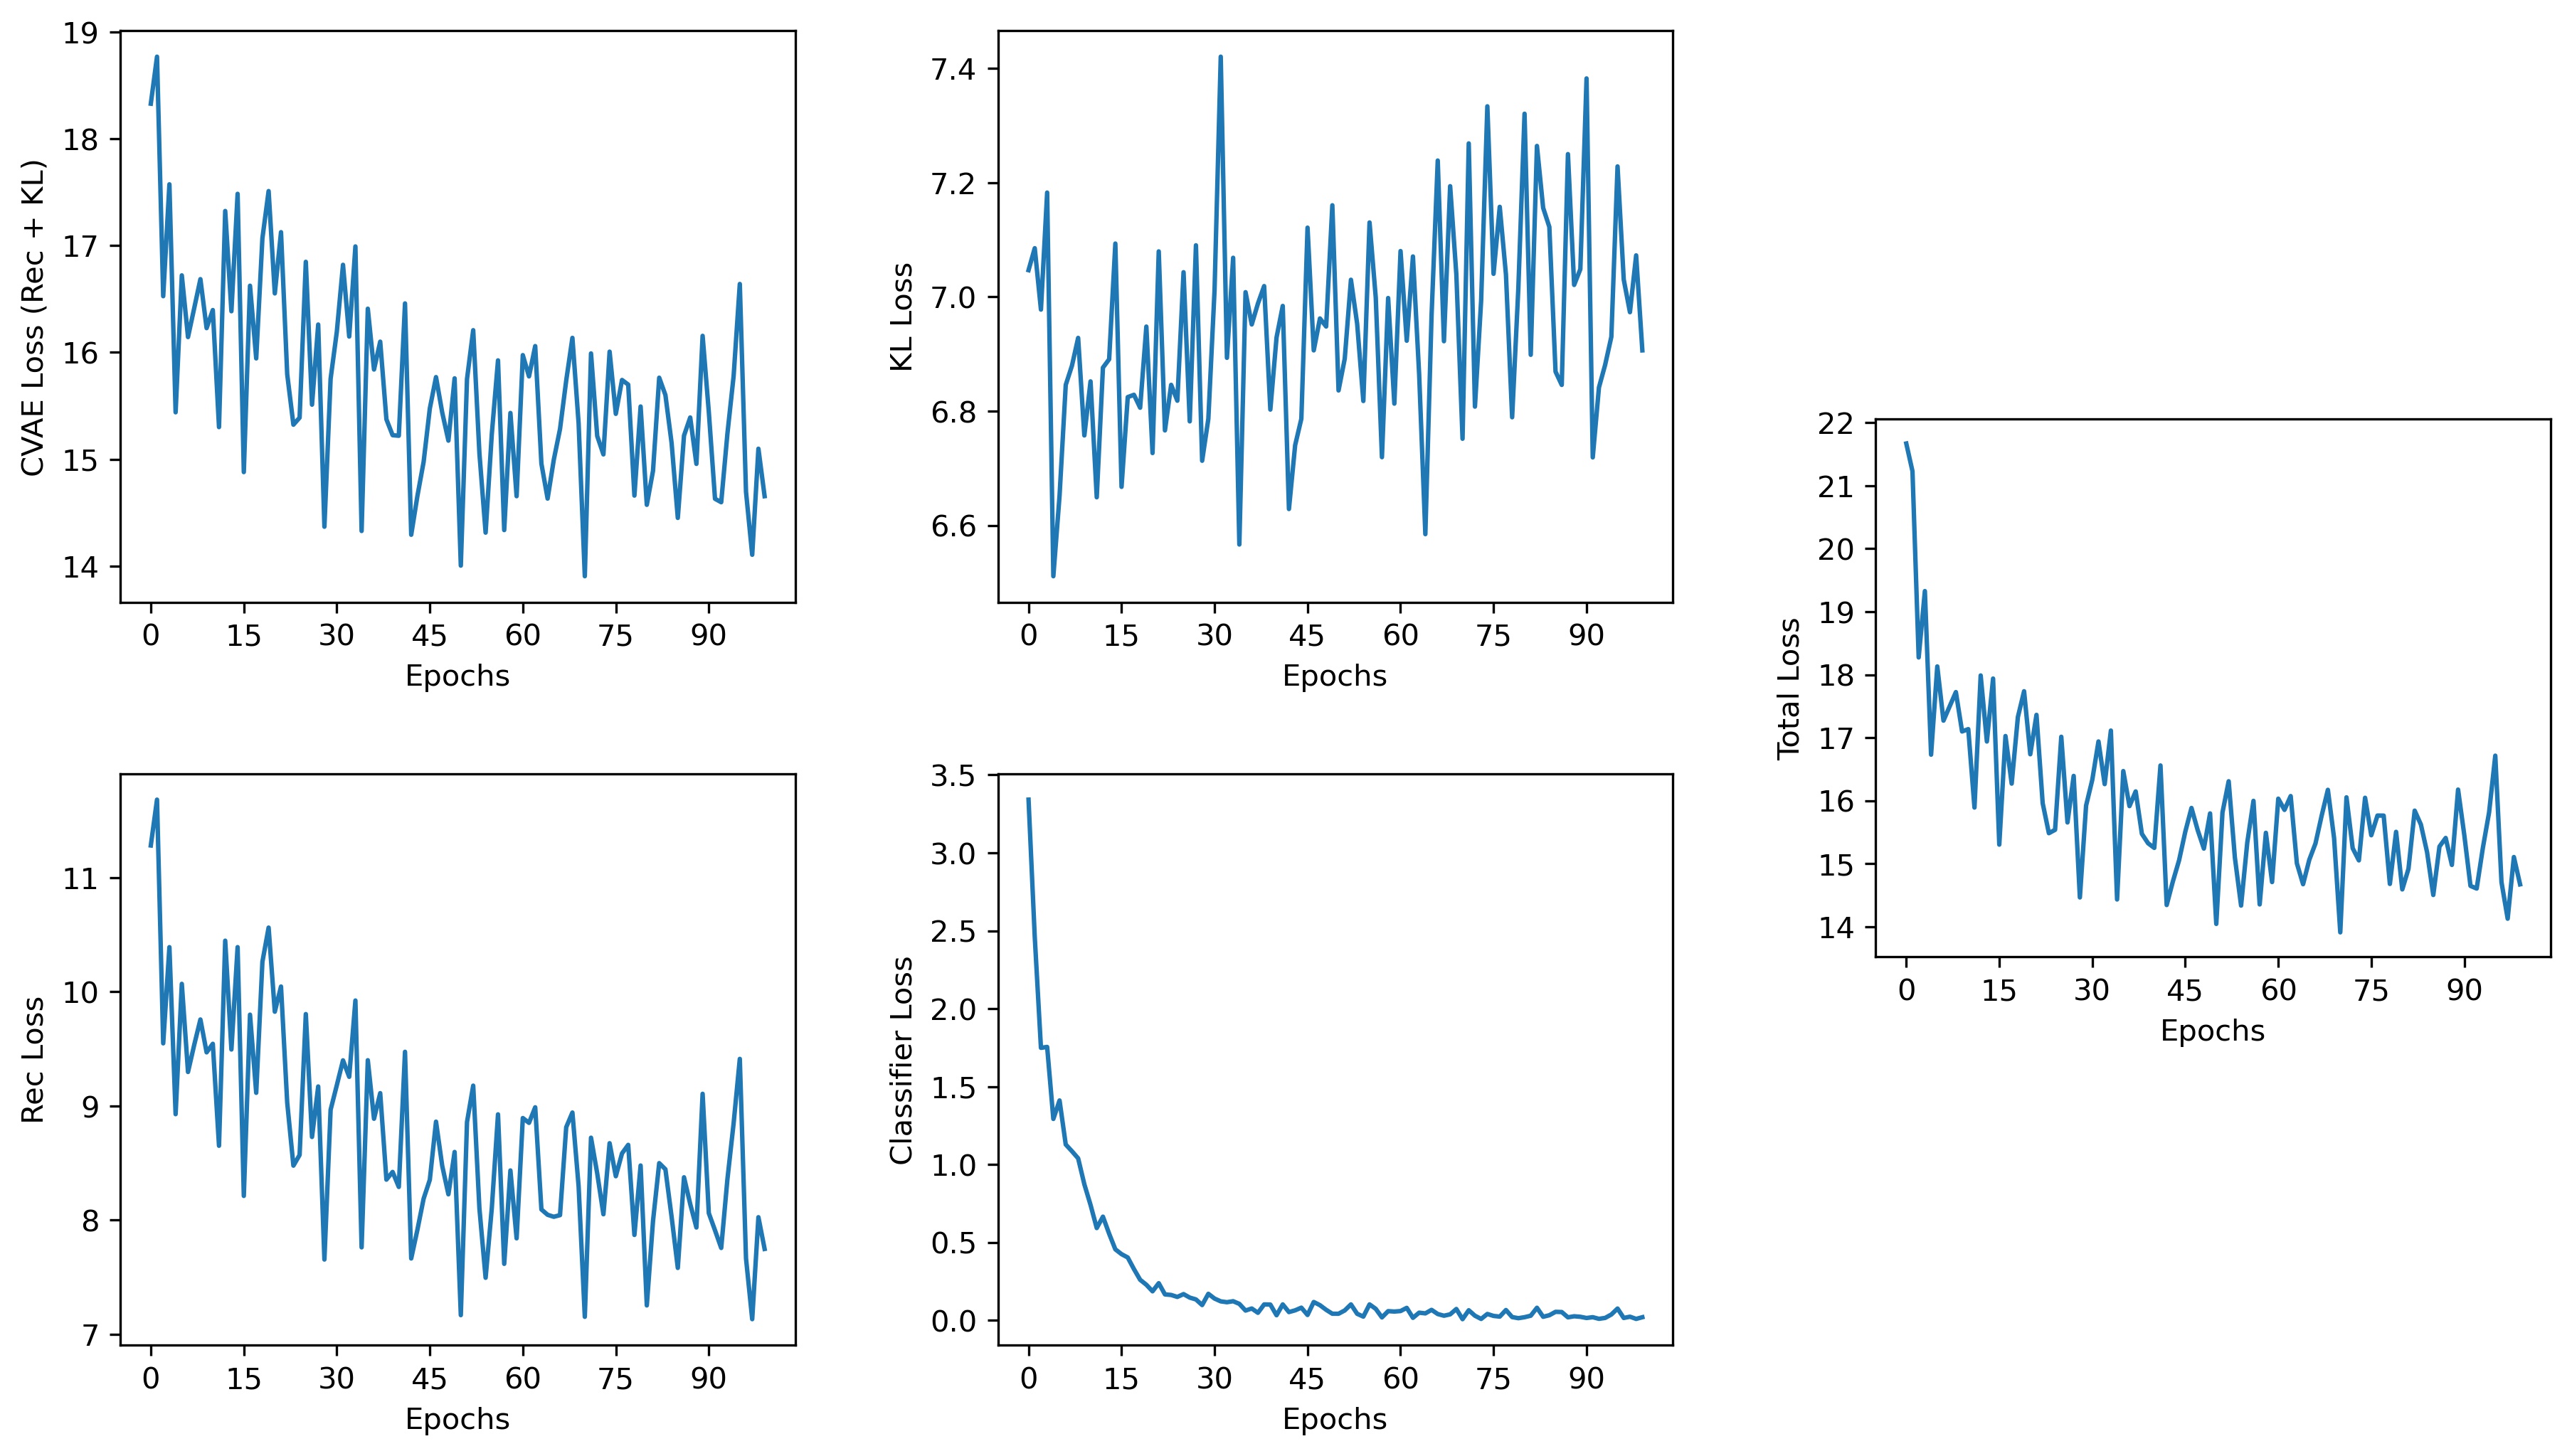 CVAE Loss (Rec + KL)
19
18
17
16
15
14
0 15 30 45 60 75 90
Epochs
KL Loss
7.4
7.2
7.0
6.8
6.6
0 15 30 45 60 75 90
Epochs
Rec Loss
11
10
9
8
7
0 15 30 45 60 75 90
Epochs
Classifier Loss
3.5
3.0
2.5
2.0
1.5
1.0
0.5
0.0
0 15 30 45 60 75 90
Epochs
Total Loss
22
21
20
19
18
17
16
15
14
0 15 30 45 60 75 90
Epochs